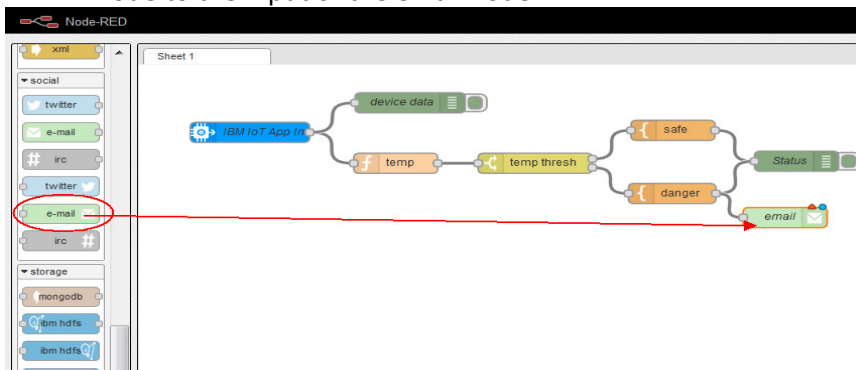 Node-RED
xml
Sheet 1
social
twitter
e-mail
irc
twitter
e-mail
irc
storage
mongodb
ibm hdfs
ibm hdfs
device data
IBM IoT App In
temp
temp thresh
safe
danger
Status
email